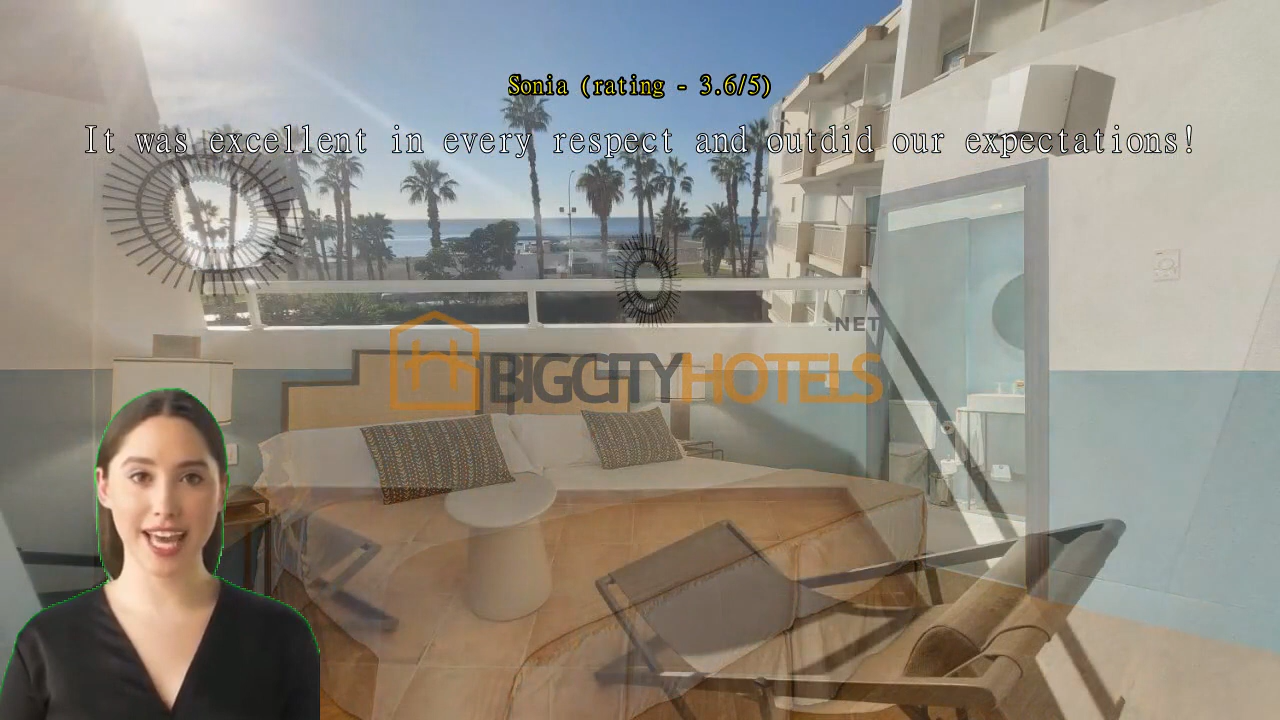 Sonia (rating - 3.6/5)
It was excellent in every respect and outdid our expectations!
.NET
BIGCITYHOTELS